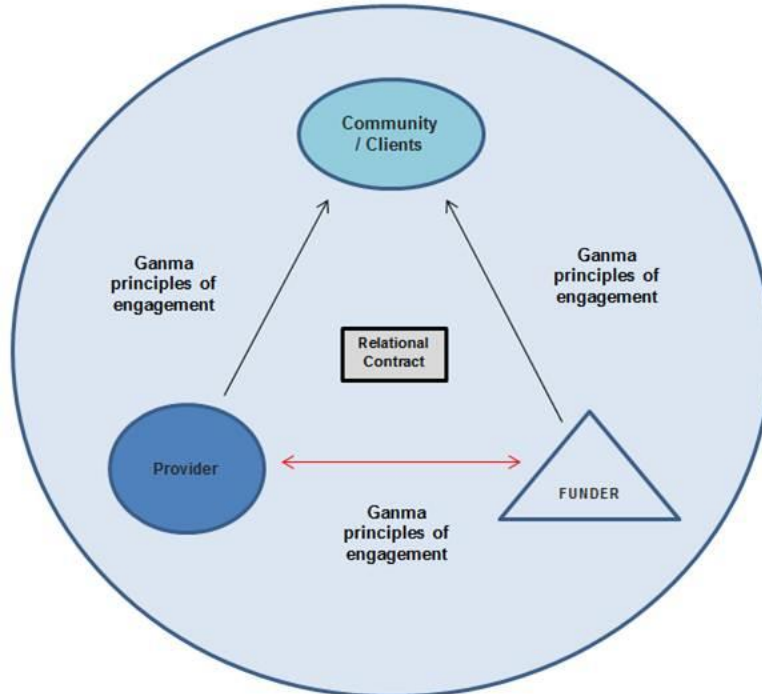 Community
/ Clients
Ganma
principles of
engagement
Ganma
principles of
engagement
Relational
Contract
Provider
FUNDER
Ganma
principles of
engagement